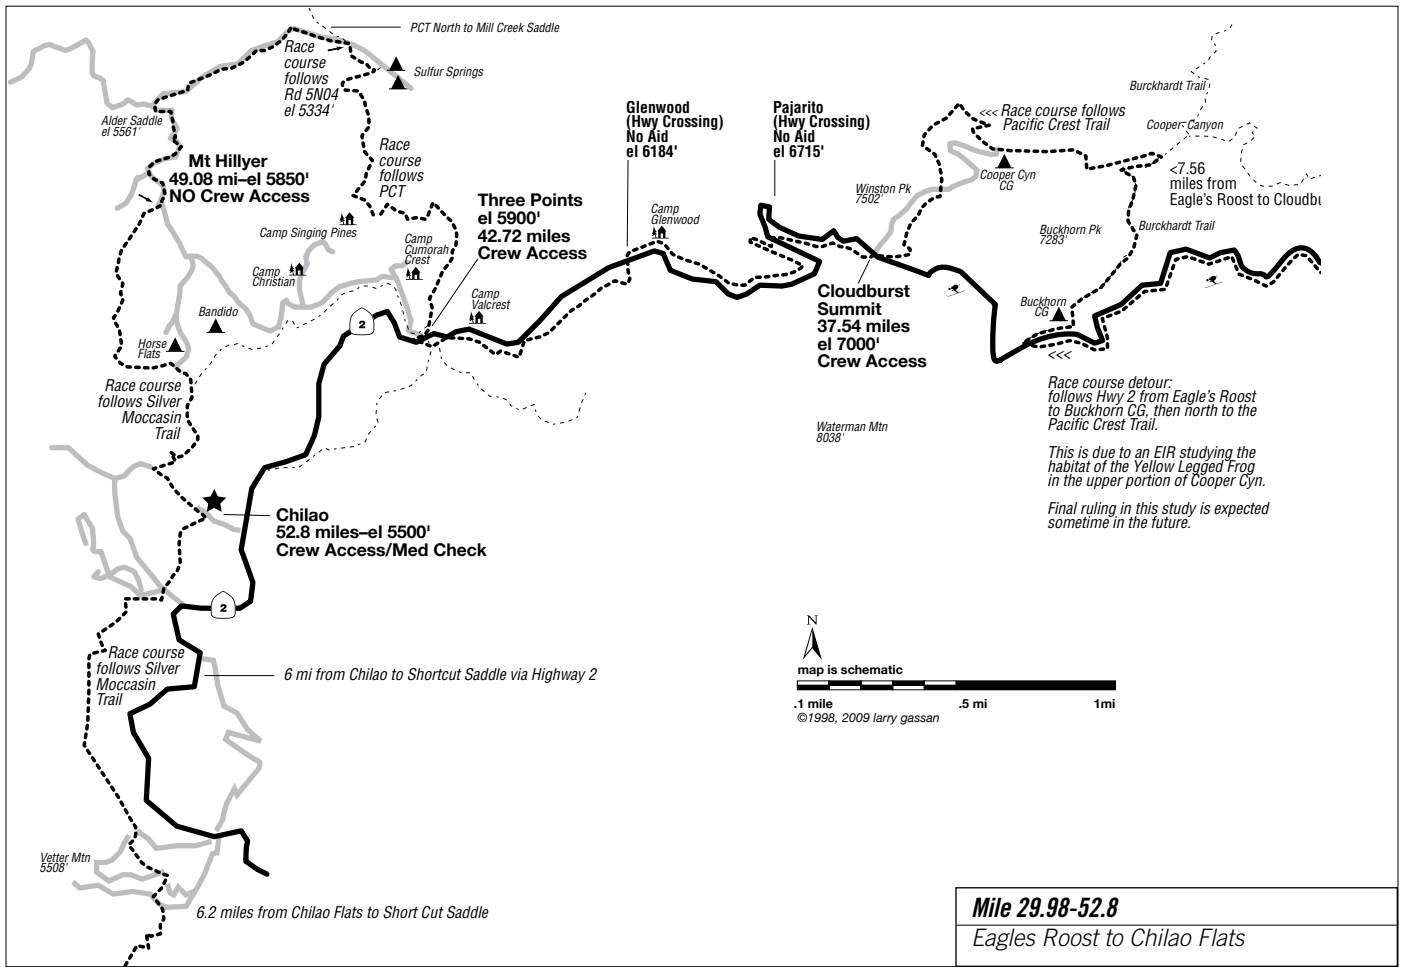 PCT North to Mill Creek Saddle
Race
course
follows
Rd 5N04
el 5334'
Sulfur Springs
Alder Saddle
el 5561'
Mt Hillyer
49.08 mi–el 5850'
NO Crew Access
Race
course
follows
PCT
Camp Singing Pines
Camp
Christian
Camp
Cumorah
Crest
Bandido
Horse
Flats
Three Points
el 5900'
42.72 miles
Crew Access
Camp
Valcrest
Glenwood
(Hwy Crossing)
No Aid
el 6184'
Camp
Glenwood
Pajarito
(Hwy Crossing)
No Aid
el 6715'
Winston Pk
7502'
<<< Race course follows
Pacific Crest Trail
Burckhardt Trail
Cooper Canyon
Cooper Cyn
CG
<7.56
miles from
Eagle's Roost to Cloudbu
Buckhorn Pk
7283'
Burckhardt Trail
Buckhorn
CG
<<<
Cloudburst
Summit
37.54 miles
el 7000'
Crew Access
Race course detour:
follows Hwy 2 from Eagle's Roost
to Buckhorn CG, then north to the
Pacific Crest Trail.
This is due to an EIR studying the
habitat of the Yellow Legged Frog
in the upper portion of Cooper Cyn.
Final ruling in this study is expected
sometime in the future.
Waterman Mtn
8038'
2
Race course
follows Silver
Moccasin
Trail
Chilao
52.8 miles–el 5500'
Crew Access/Med Check
2
Race course
follows Silver
Moccasin
Trail
6 mi from Chilao to Shortcut Saddle via Highway 2
N
map is schematic
.1 mile .5 mi 1mi
©1998, 2009 larry gassan
Vetter Mtn
5508'
6.2 miles from Chilao Flats to Short Cut Saddle
Mile 29.98-52.8
Eagles Roost to Chilao Flats